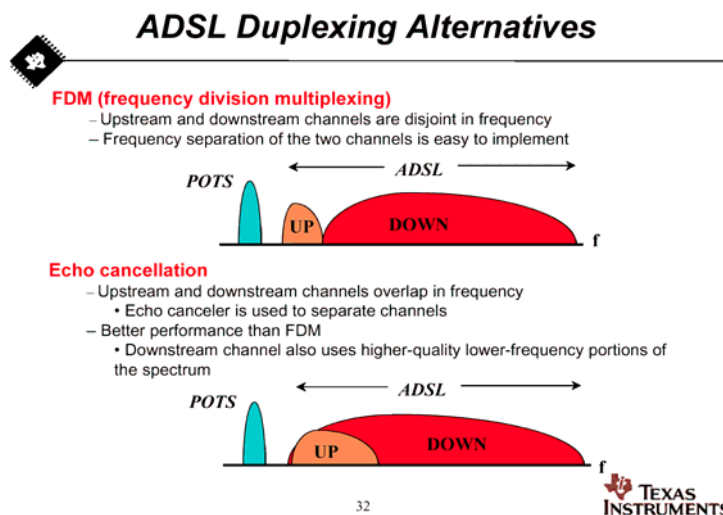 ADSL Duplexing Alternatives
FDM (frequency division multiplexing)
– Upstream and downstream channels are disjoint in frequency
– Frequency separation of the two channels is easy to implement
ADSL
POTS
UP
DOWN
f
Echo cancellation
– Upstream and downstream channels overlap in frequency
• Echo canceler is used to separate channels
– Better performance than FDM
• Downstream channel also uses higher-quality lower-frequency portions of
the spectrum
ADSL
POTS
UP
DOWN
f
32
TEXAS
INSTRUMENTS